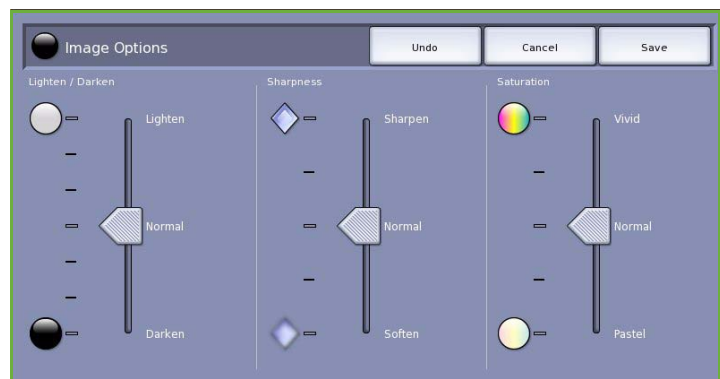 Image Options
Undo
Cancel
Save
Lighten / Darken
Lighten
Normal
Darken
Sharpness
Sharpen
Normal
Soften
Saturation
Vivid
Normal
Pastel